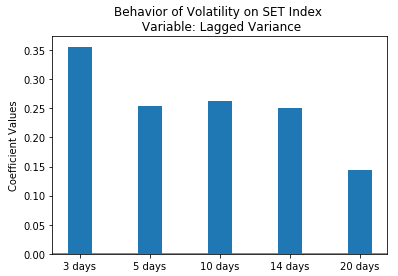 Behavior of Volatility on SET Index
Variable: Lagged Variance
Coefficient Values
0.35
0.30
0.25
0.20
0.15
0.10
0.05
0.00
3 days
5 days
10 days
14 days
20 days